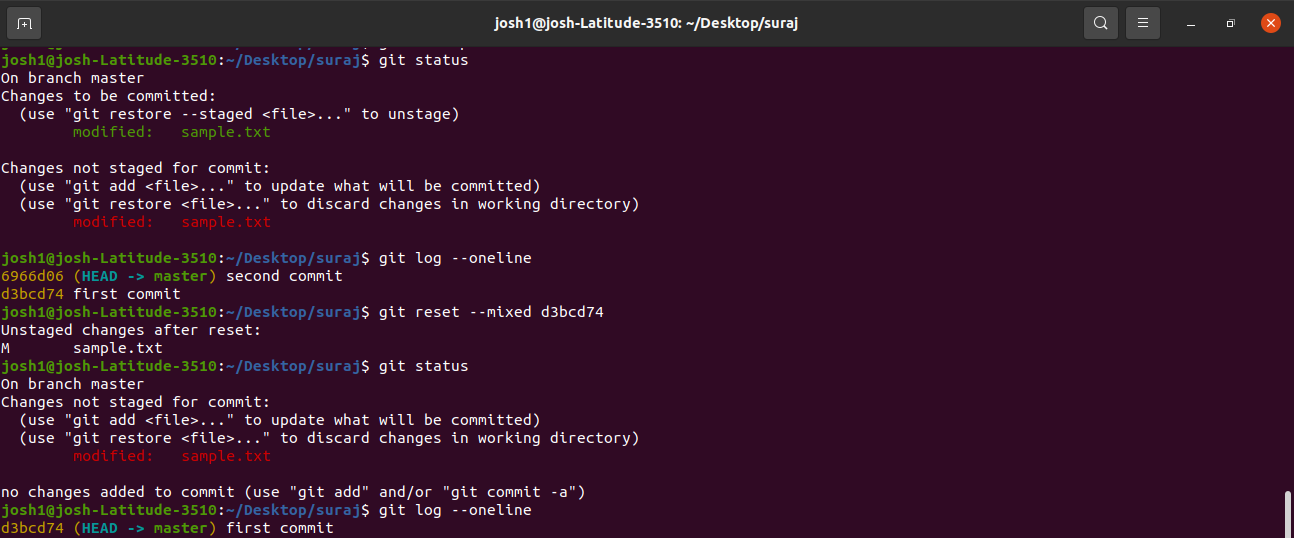 josh1@josh-Latitude-3510: ~/Desktop/suraj
josh1@josh-Latitude-3510:~/Desktop/suraj$ git status
On branch master
Changes to be committed:
  (use "git restore --staged <file>..." to unstage)
        modified:   sample.txt

Changes not staged for commit:
  (use "git add <file>..." to update what will be committed)
  (use "git restore <file>..." to discard changes in working directory)
        modified:   sample.txt

josh1@josh-Latitude-3510:~/Desktop/suraj$ git log --oneline
6966d06 (HEAD -> master) second commit
d3bcd74 first commit
josh1@josh-Latitude-3510:~/Desktop/suraj$ git reset --mixed d3bcd74
Unstaged changes after reset:
M       sample.txt
josh1@josh-Latitude-3510:~/Desktop/suraj$ git status
On branch master
Changes not staged for commit:
  (use "git add <file>..." to update what will be committed)
  (use "git restore <file>..." to discard changes in working directory)
        modified:   sample.txt

no changes added to commit (use "git add" and/or "git commit -a")
josh1@josh-Latitude-3510:~/Desktop/suraj$ git log --oneline
d3bcd74 (HEAD -> master) first commit